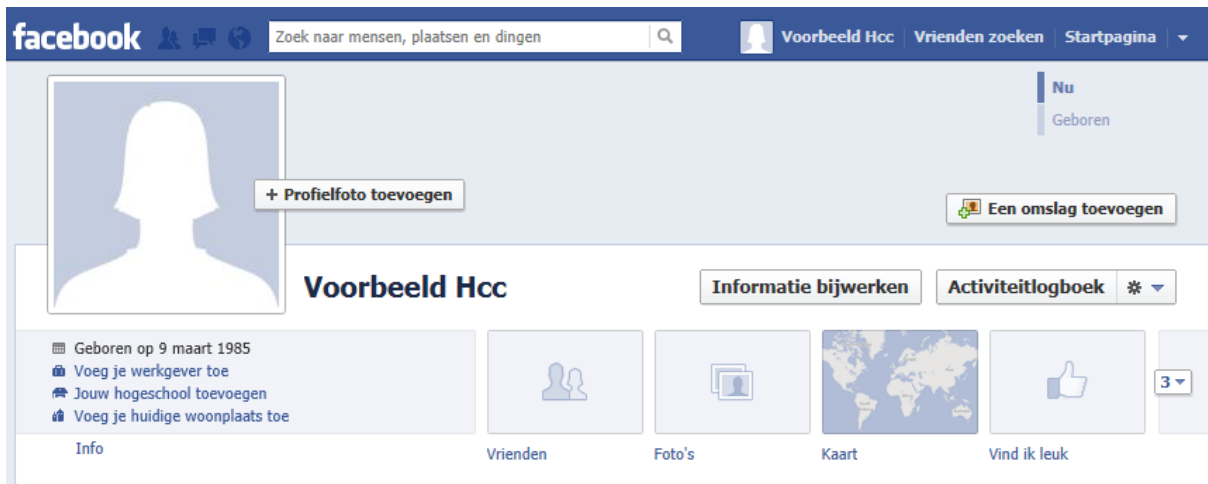 facebook Zoek naar mensen, plaatsen en dingen Voorbeeld Hcc Vrienden zoeken Startpagina
Nu
Geboren
+ Profielfoto toevoegen
Een omslag toevoegen
Voorbeeld Hcc
Informatie bijwerken
Activiteitlogboek
Geboren op 9 maart 1985
Voeg je werkgever toe
Jouw hogeschool toevoegen
Voeg je huidige woonplaats toe
Info
3
Vrienden
Foto's
Kaart
Vind ik leuk